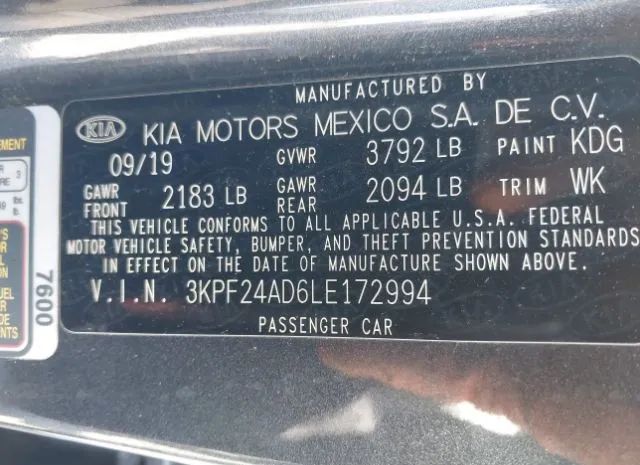 MANUFACTURED BY
KIA KIA MOTORS MEXICO S.A. DE C.V.
09/19 GVWR 3792 LB PAINT KDG
GAWR FRONT 2183 LB GAWR REAR 2094 LB TRIM WK
THIS VEHICLE CONFORMS TO ALL APPLICABLE U.S.A. FEDERAL
MOTOR VEHICLE SAFETY, BUMPER, AND THEFT PREVENTION STANDARDS
IN EFFECT ON THE DATE OF MANUFACTURE SHOWN ABOVE.
V.I.N. 3KPF24AD6LE172994
PASSENGER CAR
7600